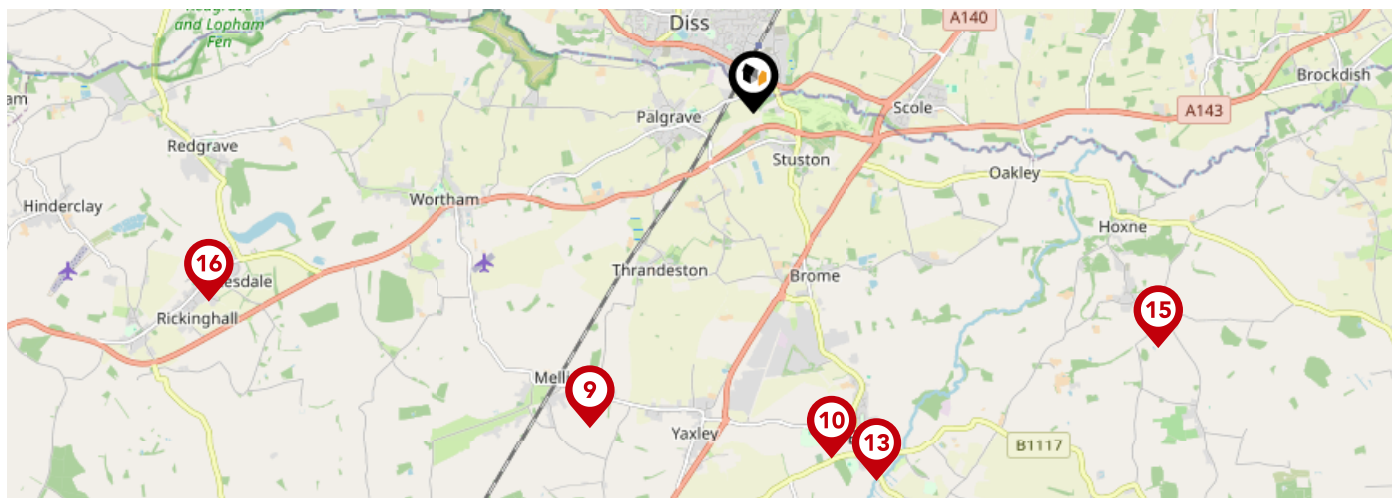 Diss
and Lopham
Fen
A140
Brockdish
Scole
A143
Palgrave
Redgrave
Stuston
Oakley
Wortham
Hinderclay
Hoxne
16
Thrandeston
Brome
15
Rickinghall
9
Yaxley
10
13
B1117